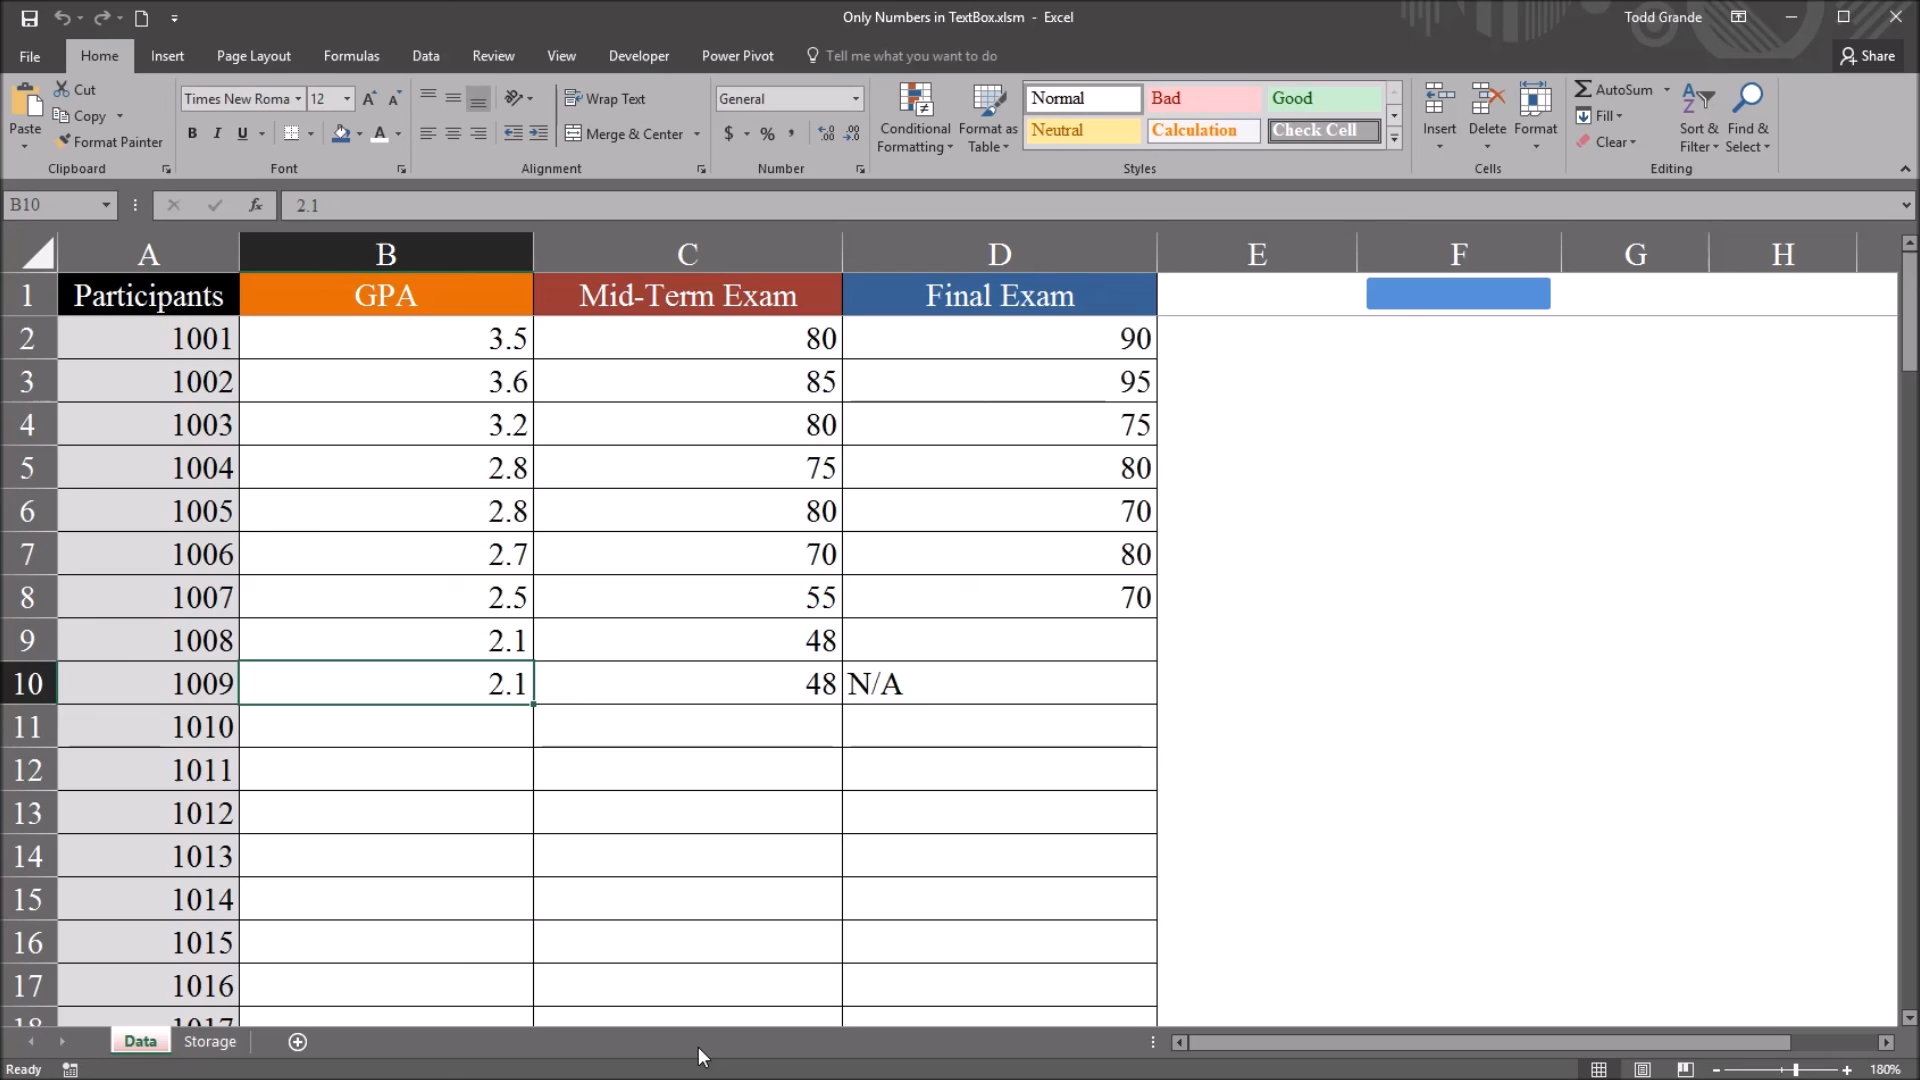 Only Numbers in TextBox.xlsm - Excel
Todd Grande
File Home Insert Page Layout Formulas Data Review View Developer Power Pivot Tell me what you want to do Share
Paste
Cut
Copy
Format Painter
Clipboard
Times New Roma 12
B I U
Font
Wrap Text
Merge & Center
Alignment
General
$ % ,
Number
Conditional Formatting
Format as Table
Normal Bad Good
Neutral Calculation Check Cell
Styles
Insert Delete Format
Cells
AutoSum
Fill
Clear
Sort & Filter
Find & Select
Editing
B10 fx 2.1
A B C D E F G H
1 Participants GPA Mid-Term Exam Final Exam
2 1001 3.5 80 90
3 1002 3.6 85 95
4 1003 3.2 80 75
5 1004 2.8 75 80
6 1005 2.8 80 70
7 1006 2.7 70 80
8 1007 2.5 55 70
9 1008 2.1 48
10 1009 2.1 48 N/A
11 1010
12 1011
13 1012
14 1013
15 1014
16 1015
17 1016
18 1017
Data Storage
Ready 180%